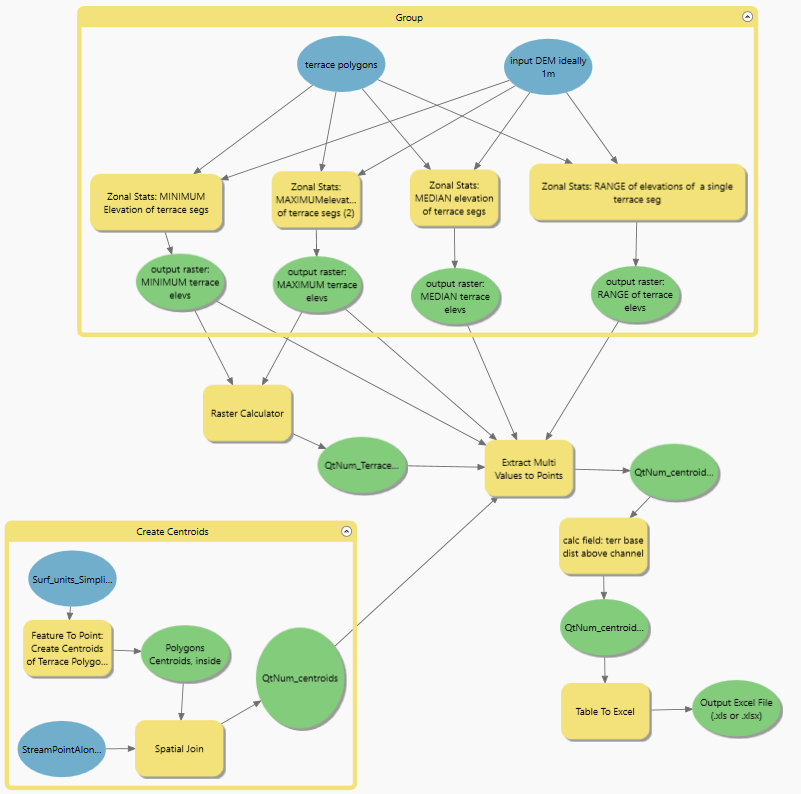 Group
terrace polygons
input DEM ideally
1m
Zonal Stats: MINIMUM
Elevation of terrace segs
Zonal Stats:
MAXIMUMelevat...
of terrace segs (2)
Zonal Stats:
MEDIAN elevation
of terrace segs
Zonal Stats: RANGE of elevations of  a single
terrace seg
output raster:
MINIMUM terrace
elevs
output raster:
MAXIMUM terrace
elevs
output raster:
MEDIAN terrace
elevs
output raster:
RANGE of terrace
elevs
Raster Calculator
QtNum_Terrace...
Extract Multi
Values to Points
QtNum_centroid...
calc field: terr base
dist above channel
QtNum_centroid...
Table To Excel
Output Excel File
(.xls or .xlsx)
Create Centroids
Surf_units_Simpli...
Feature To Point:
Create Centroids
of Terrace Polygo...
Polygons
Centroids, inside
QtNum_centroids
StreamPointAlon...
Spatial Join